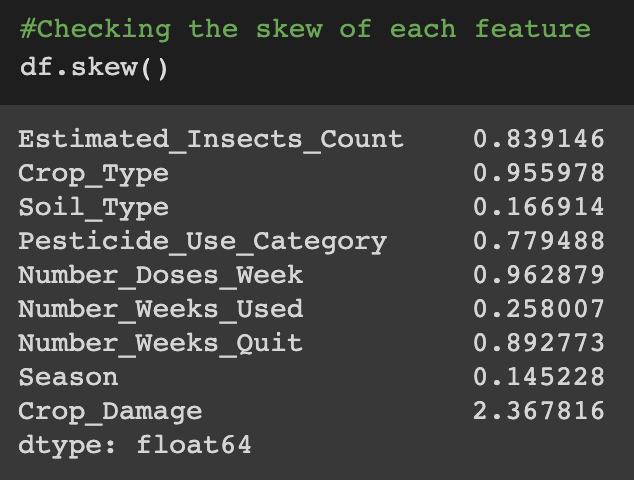 #Checking the skew of each feature
df.skew()
Estimated_Insects_Count 0.839146
Crop_Type 0.955978
Soil_Type 0.166914
Pesticide_Use_Category 0.779488
Number_Doses_Week 0.962879
Number_Weeks_Used 0.258007
Number_Weeks_Quit 0.892773
Season 0.145228
Crop_Damage 2.367816
dtype: float64